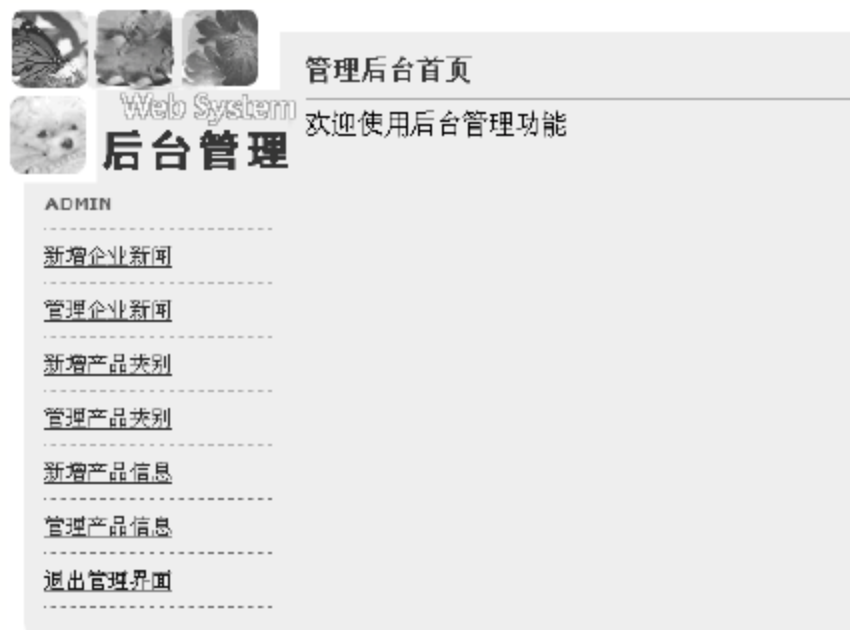 Web System
后台管理
ADMIN
新增企业新闻
管理企业新闻
新增产品类别
管理产品类别
新增产品信息
管理产品信息
退出管理界面
管理后台首页
欢迎使用后台管理功能